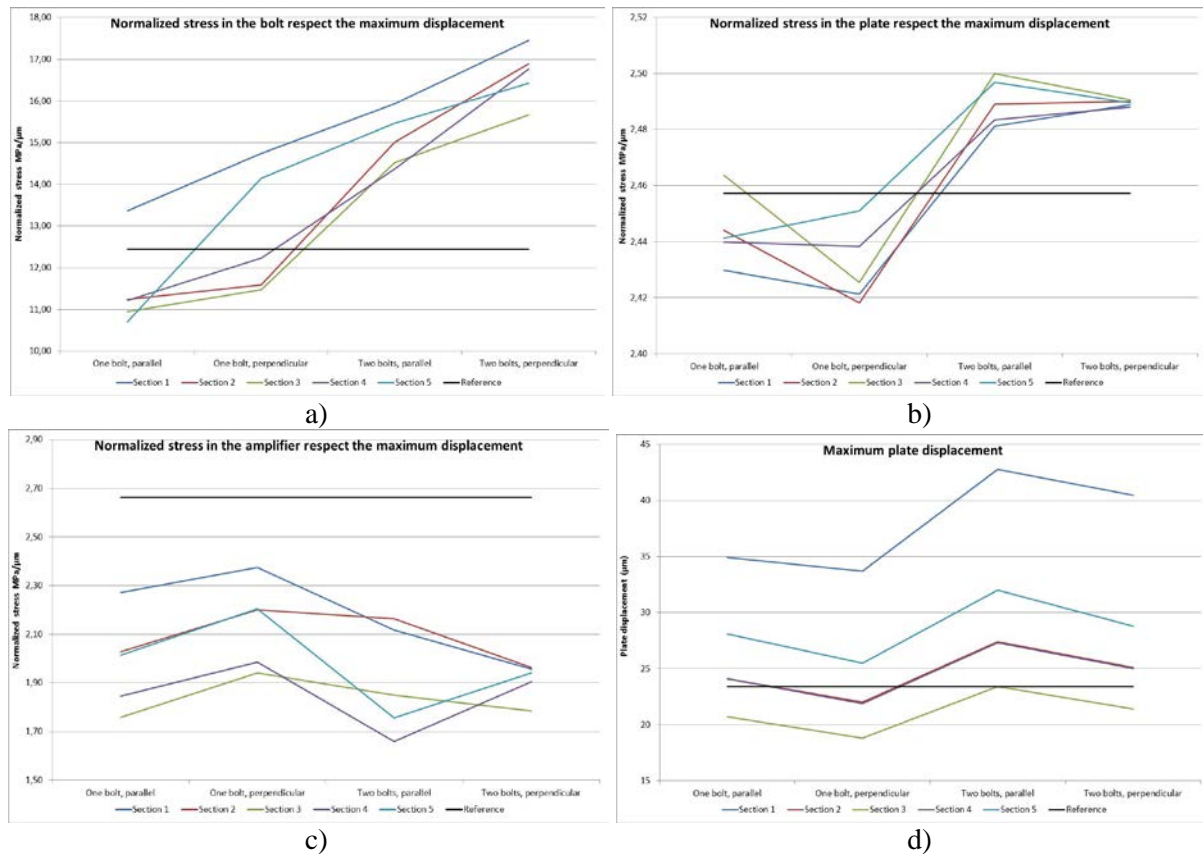 Normalized stress in the bolt respect the maximum displacement
18,00
17,00
16,00
15,00
14,00
13,00
12,00
11,00
10,00
Normalized stress MPa/μm
One bolt, parallel
One bolt, perpendicular
Two bolts, parallel
Two bolts, perpendicular
Section 1
Section 2
Section 3
Section 4
Section 5
Reference
a)
Normalized stress in the plate respect the maximum displacement
2,52
2,50
2,48
2,46
2,44
2,42
2,40
Normalized stress MPa/μm
One bolt, parallel
One bolt, perpendicular
Two bolts, parallel
Two bolts, perpendicular
Section 1
Section 2
Section 3
Section 4
Section 5
Reference
b)
Normalized stress in the amplifier respect the maximum displacement
2,90
2,70
2,50
2,30
2,10
1,90
1,70
1,50
Normalized stress MPa/μm
One bolt, parallel
One bolt, perpendicular
Two bolts, parallel
Two bolts, perpendicular
Section 1
Section 2
Section 3
Section 4
Section 5
Reference
c)
Maximum plate displacement
45
40
35
30
25
20
15
Plate displacement (μm)
One bolt, parallel
One bolt, perpendicular
Two bolts, parallel
Two bolts, perpendicular
Section 1
Section 2
Section 3
Section 4
Section 5
Reference
d)